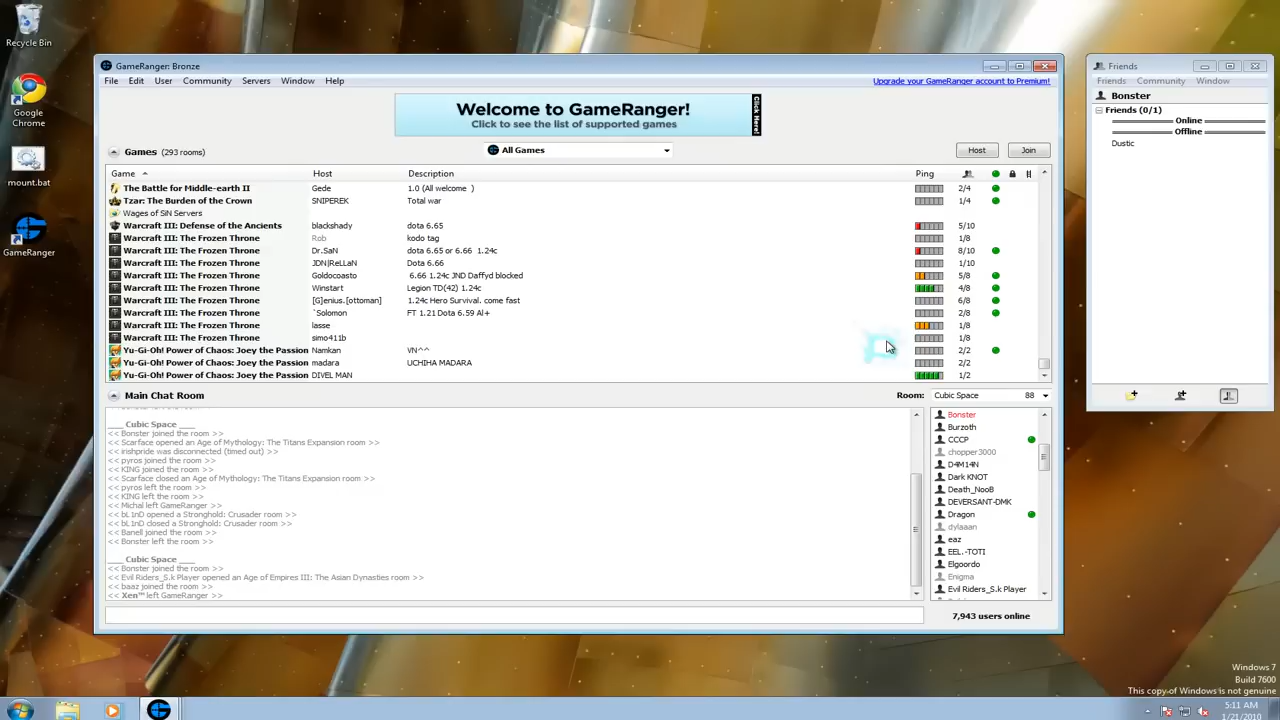 Recycle Bin
Google Chrome
mount.bat
GameRanger
GameRanger: Bronze
File Edit User Community Servers Window Help
Upgrade your GameRanger account to Premium!
Welcome to GameRanger!
Click to see the list of supported games
Click Here!
Games (293 rooms)
All Games
Host Join
Game Host Description Ping
The Battle for Middle-earth II Gede 1.0 (All welcome ) 2/4
Tzar: The Burden of the Crown SNIPEREK Total war 1/4
Wages of SiN Servers
Warcraft III: Defense of the Ancients blackshady dota 6.65 5/10
Warcraft III: The Frozen Throne Rob kodo tag 1/8
Warcraft III: The Frozen Throne Dr.SaN dota 6.65 or 6.66 1.24c 8/10
Warcraft III: The Frozen Throne JDN|ReLLaN Dota 6.66 1/10
Warcraft III: The Frozen Throne Goldocoasto 6.66 1.24c JND Daffyd blocked 5/8
Warcraft III: The Frozen Throne Winstart Legion TD(42) 1.24c 4/8
Warcraft III: The Frozen Throne [G]enius.[ottoman] 1.24c Hero Survival. come fast 6/8
Warcraft III: The Frozen Throne `Solomon FT 1.21 Dota 6.59 AI+ 2/8
Warcraft III: The Frozen Throne lasse 1/8
Warcraft III: The Frozen Throne simo411b 1/8
Yu-Gi-Oh! Power of Chaos: Joey the Passion Namkan VN^^ 2/2
Yu-Gi-Oh! Power of Chaos: Joey the Passion madara UCHIHA MADARA 2/2
Yu-Gi-Oh! Power of Chaos: Joey the Passion DIVEL MAN 1/2
Main Chat Room
Room: Cubic Space 88
___ Cubic Space ___
<< Bonster joined the room >>
<< Scarface opened an Age of Mythology: The Titans Expansion room >>
<< irishpride was disconnected (timed out) >>
<< pyros joined the room >>
<< KING joined the room >>
<< Scarface closed an Age of Mythology: The Titans Expansion room >>
<< pyros left the room >>
<< KING left the room >>
<< Michal left GameRanger >>
<< bL1nD opened a Stronghold: Crusader room >>
<< bL1nD closed a Stronghold: Crusader room >>
<< Banell joined the room >>
<< Bonster left the room >>
___ Cubic Space ___
<< Bonster joined the room >>
<< Evil Riders_S.k Player opened an Age of Empires III: The Asian Dynasties room >>
<< baaz joined the room >>
<< Xen™ left GameRanger >>
Bonster
Burzoth
CCCP
chopper3000
D4M14N
Dark KNOT
Death_NooB
DEVERSANT-DMK
Dragon
dylaaan
eaz
EEL.-TOTI
Elgoordo
Enigma
Evil Riders_S.k Player
7,943 users online
Friends
Friends Community Window
Bonster
Friends (0/1)
Online
Offline
Dustic
Windows 7
Build 7600
This copy of Windows is not genuine
5:11 AM
1/21/2010